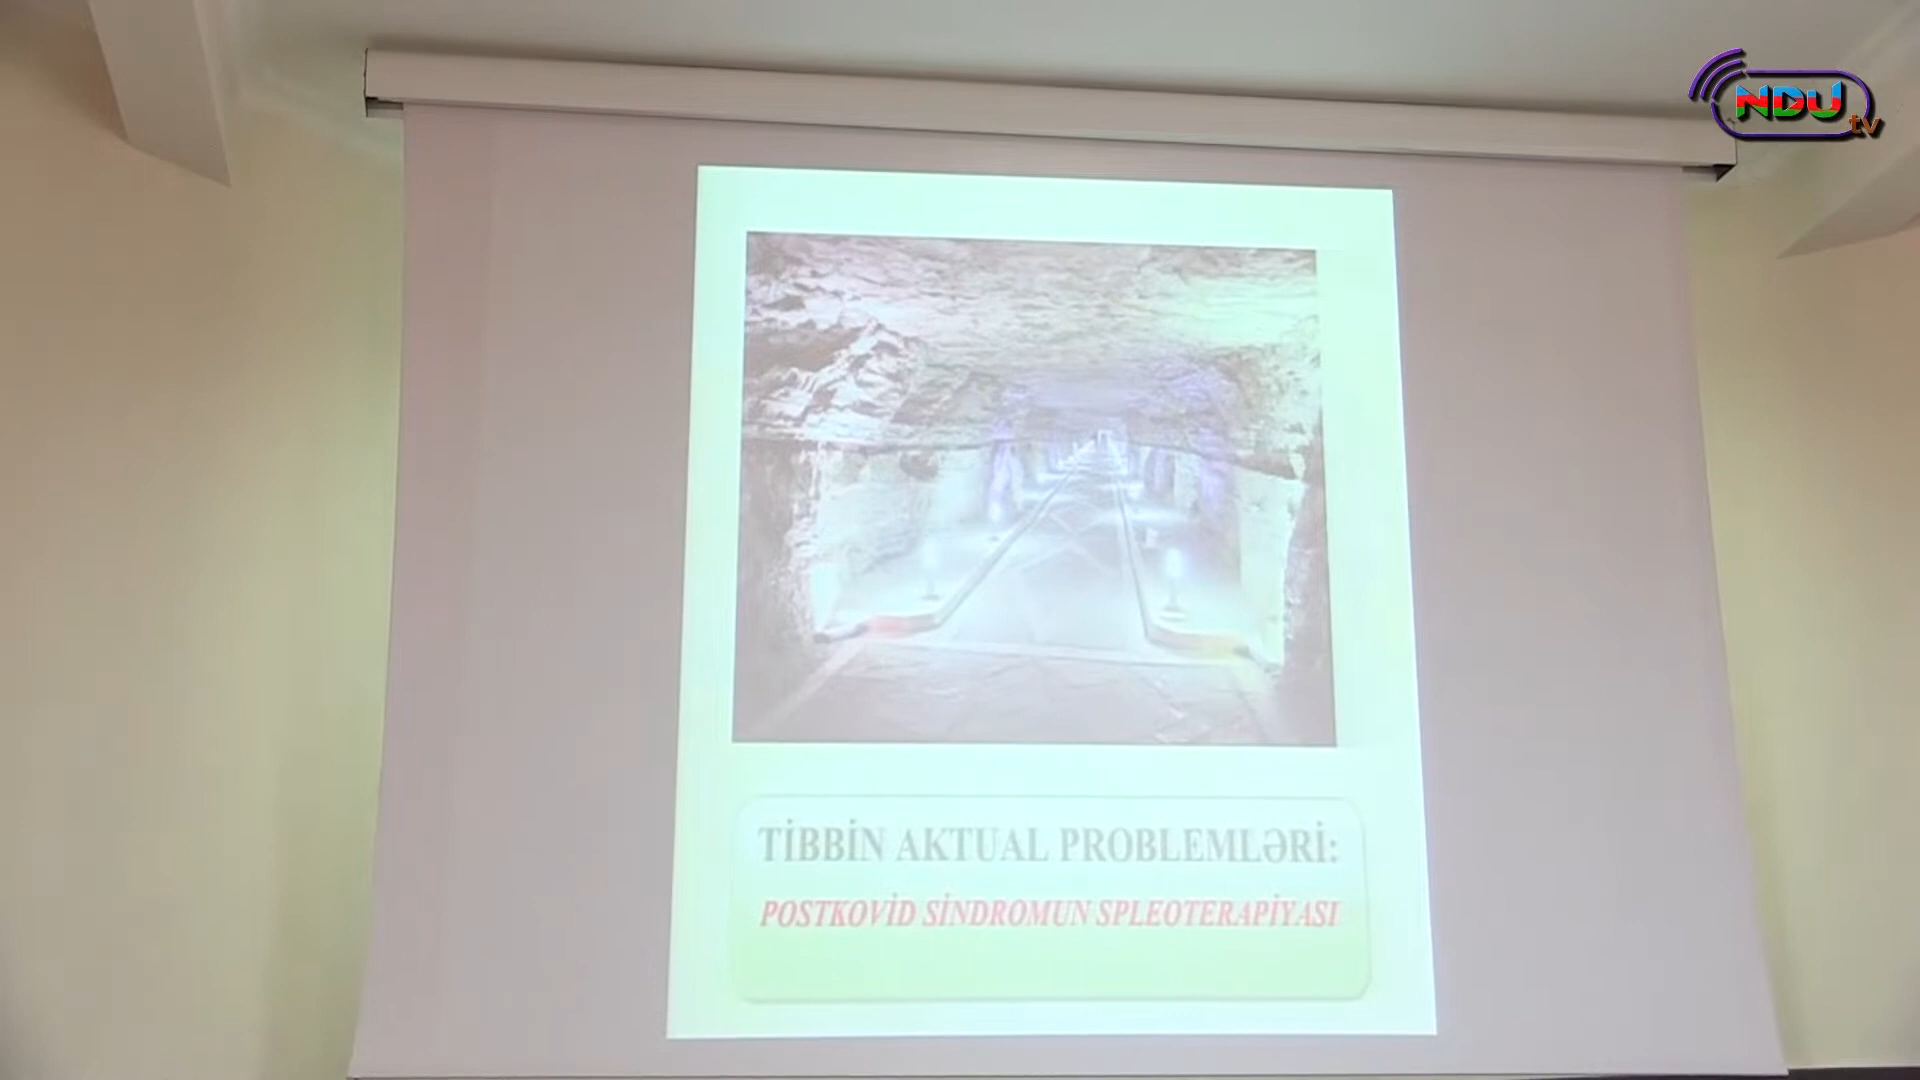 NDU
tv
TİBBİN AKTUAL PROBLEMLƏRİ:
POSTKOVİD SİNDROMUN SPLEOTERAPİYASI